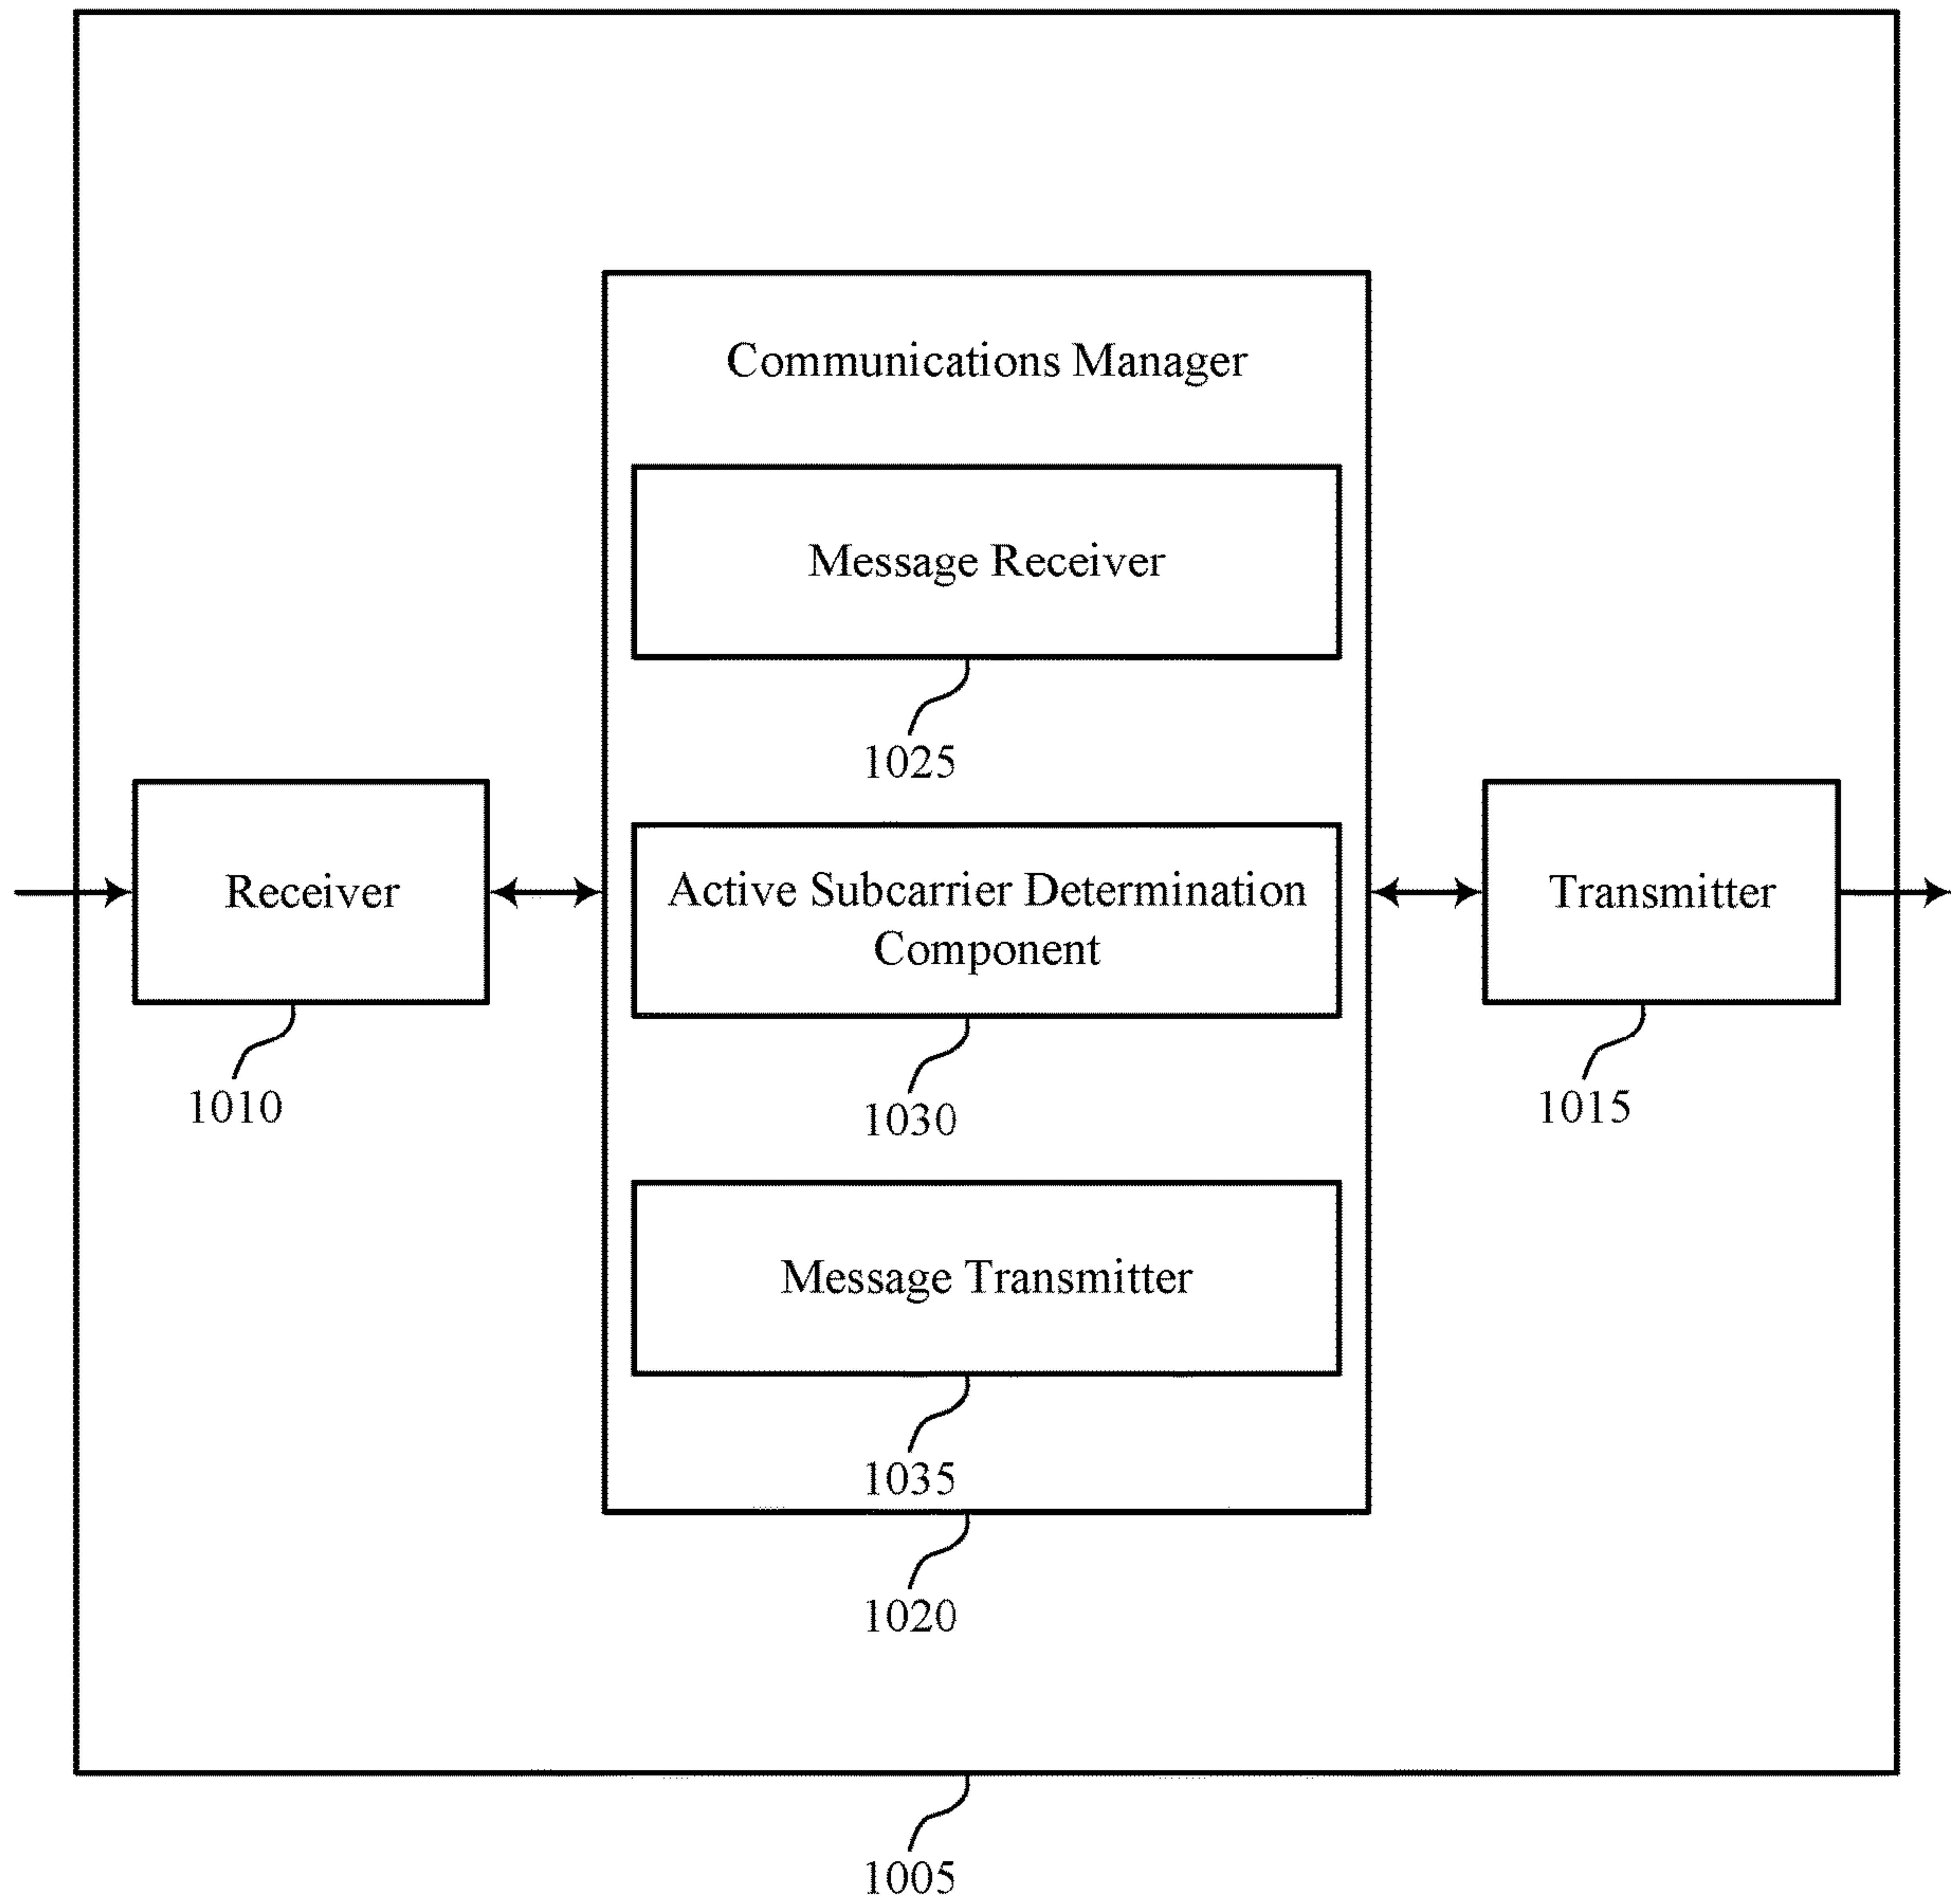 Communications Manager
Message Receiver
1025
Receiver
1010
Active Subcarrier Determination
Component
1030
Transmitter
1015
Message Transmitter
1035
1020
1005